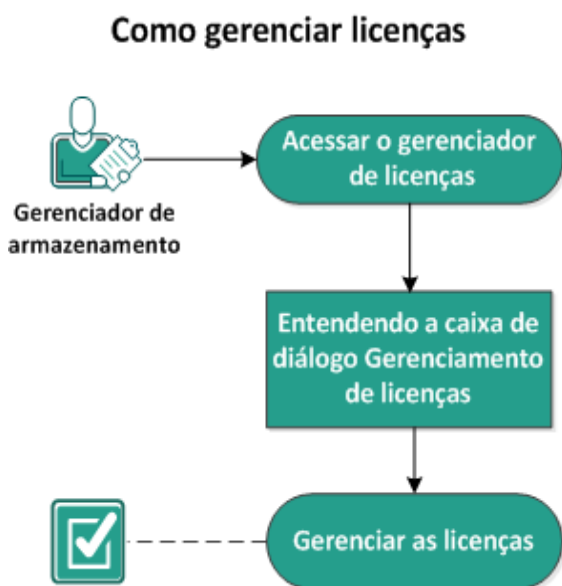 Como gerenciar licenças
Gerenciador de
armazenamento
Acessar o gerenciador
de licenças
Entendendo a caixa de
diálogo Gerenciamento
de licenças
Gerenciar as licenças